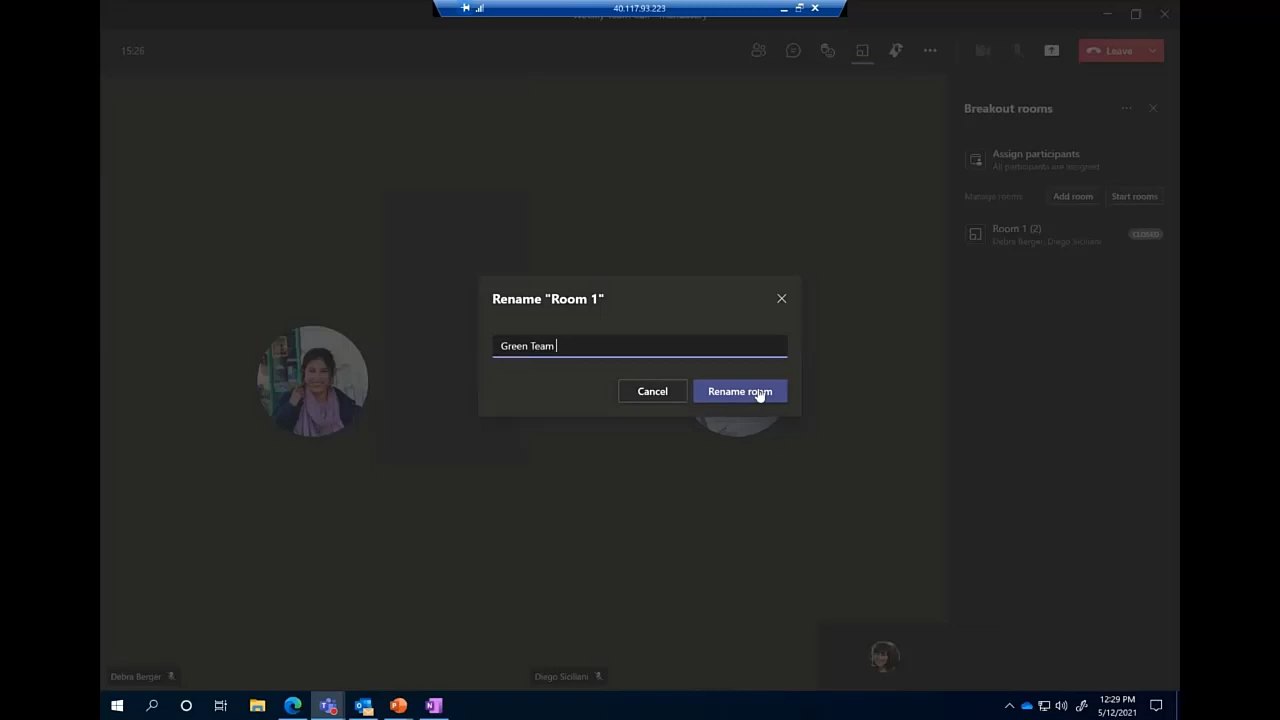 40.117.93.223
15:26
Leave
Breakout rooms
Assign participants
All participants are assigned
Manage rooms
Add room
Start rooms
Room 1 (2)
Debra Berger, Diego Siciliani
CLOSED
Rename "Room 1"
Green Team
Cancel
Rename room
Debra Berger
Diego Siciliani
12:29 PM
5/12/2021